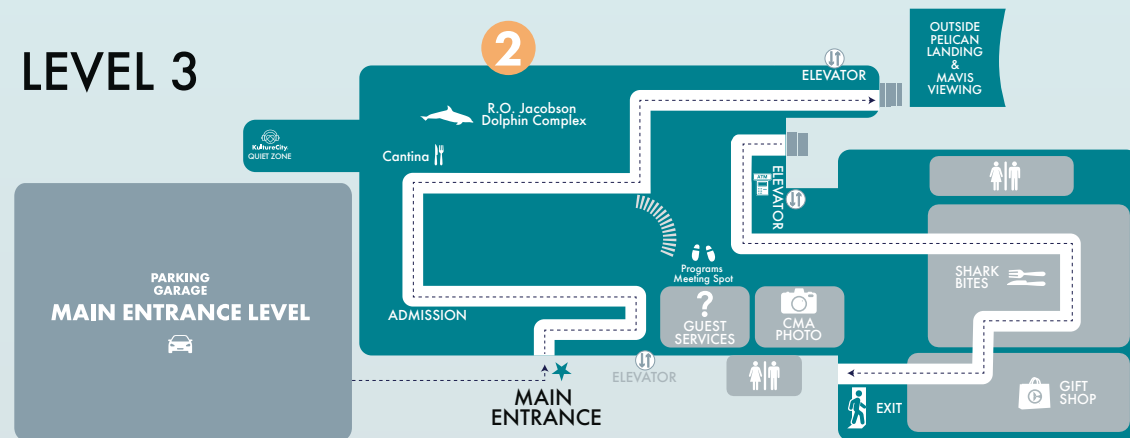 LEVEL 3
2
OUTSIDE
PELICAN
LANDING
&
MAVIS
VIEWING
ELEVATOR
R.O. Jacobson
Dolphin Complex
KultureCity
QUIET ZONE
Cantina
ATM
ELEVATOR
Programs
Meeting Spot
PARKING
GARAGE
MAIN ENTRANCE LEVEL
SHARK
BITES
ADMISSION
?
GUEST
SERVICES
CMA
PHOTO
ELEVATOR
MAIN
ENTRANCE
EXIT
GIFT
SHOP